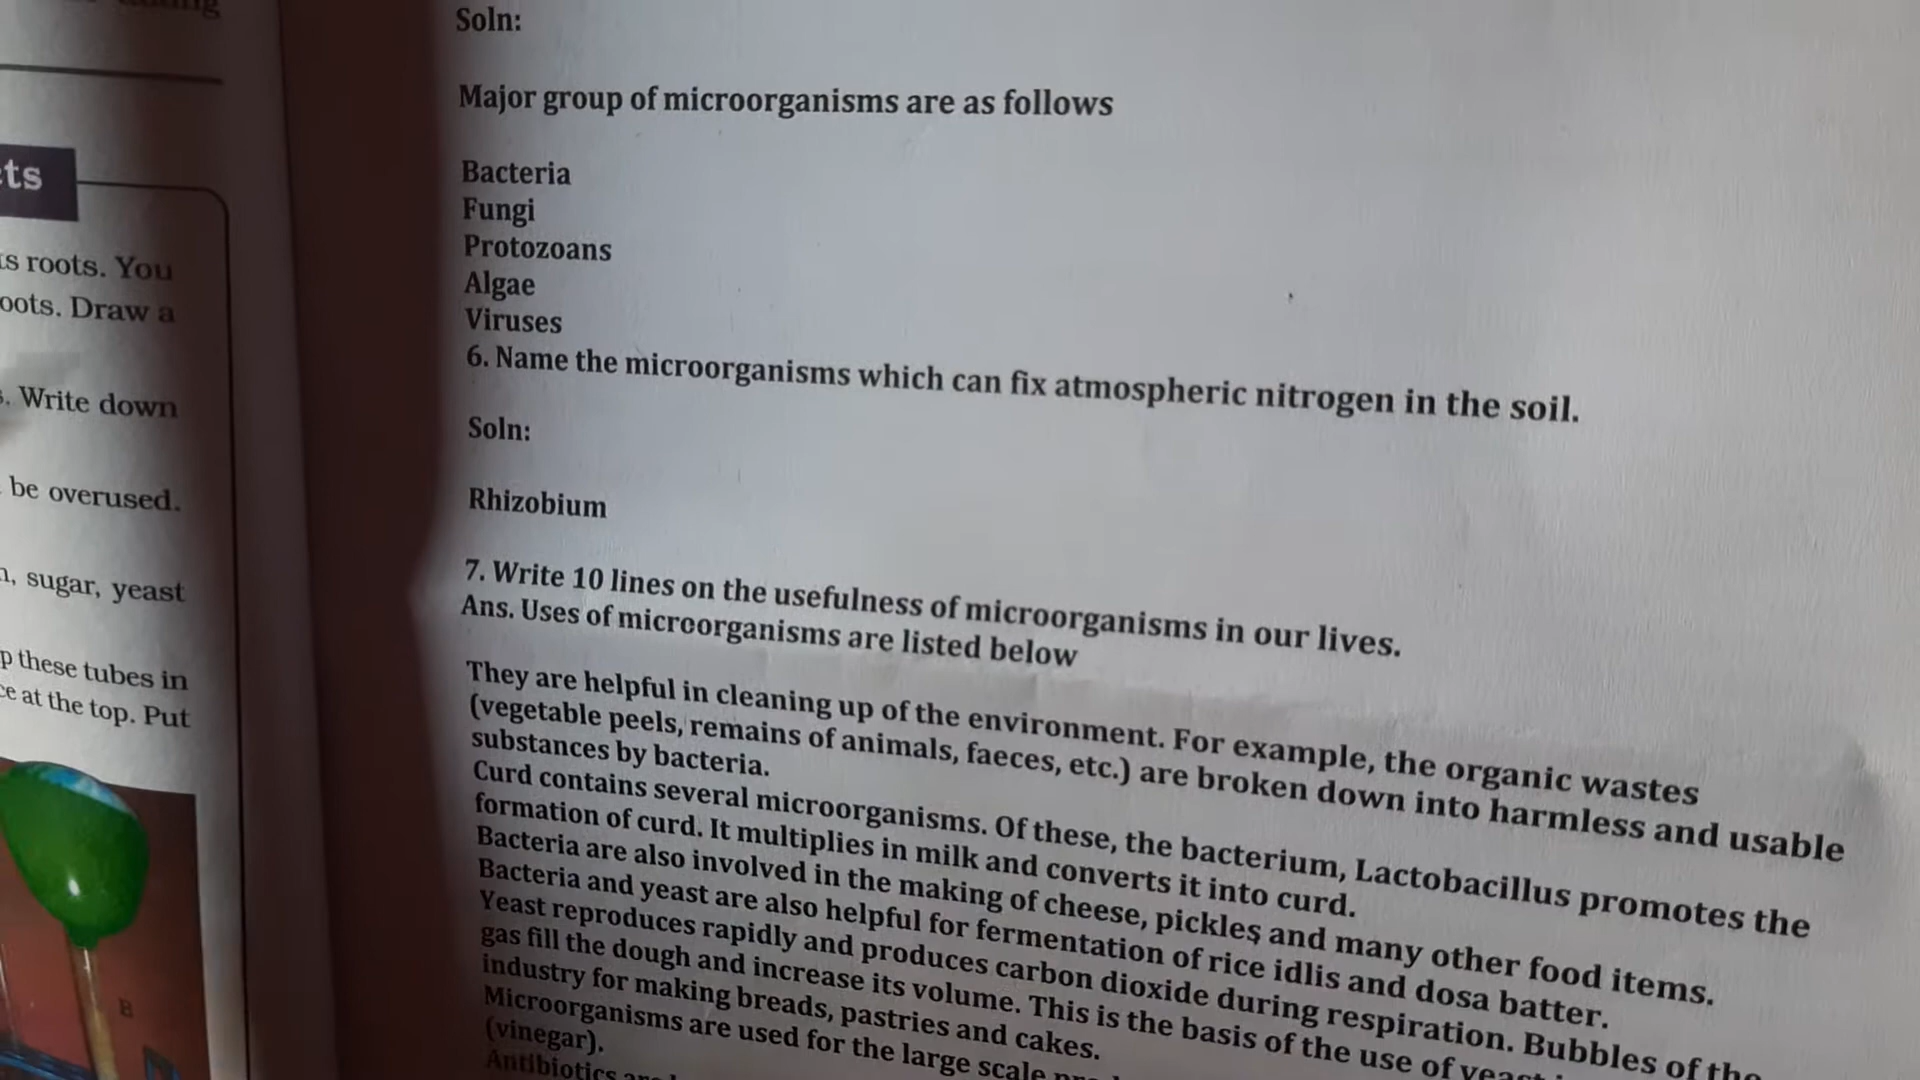 ts
s roots. You
oots. Draw a
. Write down
be overused.
, sugar, yeast
p these tubes in
ce at the top. Put
B
Soln:
Major group of microorganisms are as follows
Bacteria
Fungi
Protozoans
Algae
Viruses
6. Name the microorganisms which can fix atmospheric nitrogen in the soil.
Soln:
Rhizobium
7. Write 10 lines on the usefulness of microorganisms in our lives.
Ans. Uses of microorganisms are listed below
They are helpful in cleaning up of the environment. For example, the organic wastes
(vegetable peels, remains of animals, faeces, etc.) are broken down into harmless and usable
substances by bacteria.
Curd contains several microorganisms. Of these, the bacterium, Lactobacillus promotes the
formation of curd. It multiplies in milk and converts it into curd.
Bacteria are also involved in the making of cheese, pickles and many other food items.
Bacteria and yeast are also helpful for fermentation of rice idlis and dosa batter.
Yeast reproduces rapidly and produces carbon dioxide during respiration. Bubbles of the
gas fill the dough and increase its volume. This is the basis of the use of yeast
industry for making breads, pastries and cakes.
Microorganisms are used for the large scale
(vinegar).
Antibiotics